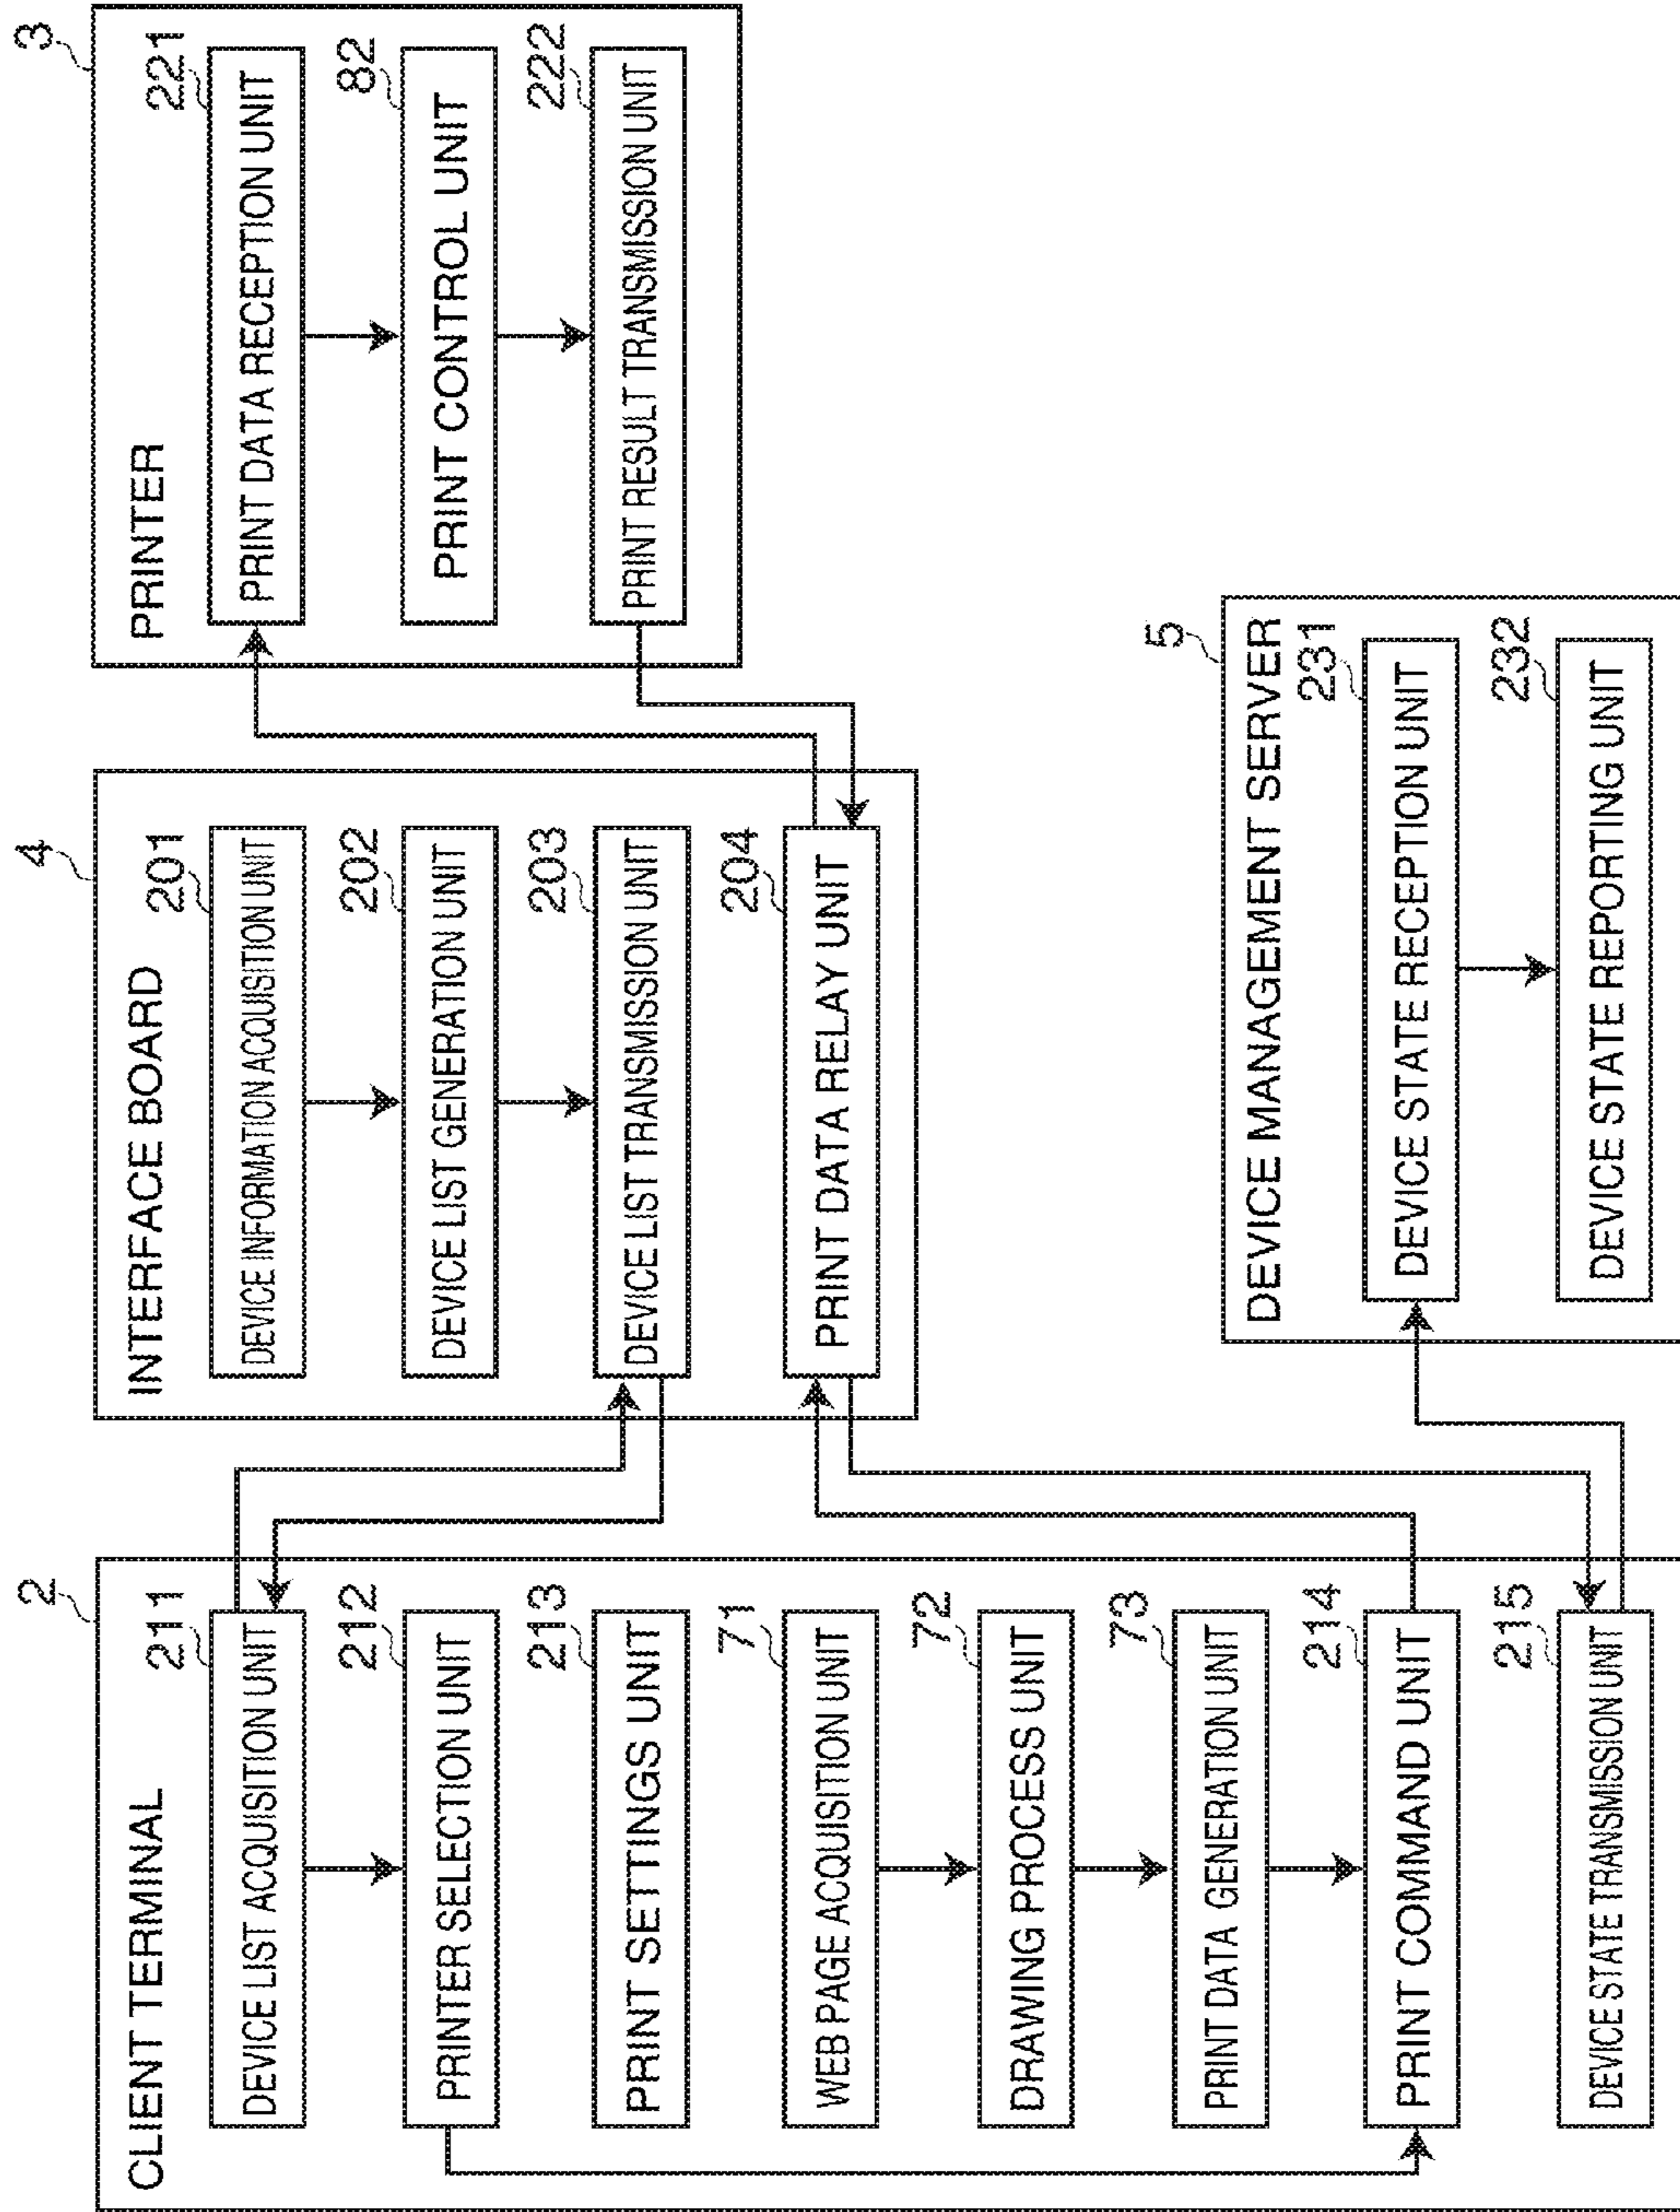 2
CLIENT TERMINAL
211
DEVICE LIST ACQUISITION UNIT
212
PRINTER SELECTION UNIT
213
PRINT SETTINGS UNIT
71
WEB PAGE ACQUISITION UNIT
72
DRAWING PROCESS UNIT
73
PRINT DATA GENERATION UNIT
214
PRINT COMMAND UNIT
215
DEVICE STATE TRANSMISSION UNIT
4
INTERFACE BOARD
201
DEVICE INFORMATION ACQUISITION UNIT
202
DEVICE LIST GENERATION UNIT
203
DEVICE LIST TRANSMISSION UNIT
204
PRINT DATA RELAY UNIT
3
PRINTER
221
PRINT DATA RECEPTION UNIT
82
PRINT CONTROL UNIT
222
PRINT RESULT TRANSMISSION UNIT
5
DEVICE MANAGEMENT SERVER
231
DEVICE STATE RECEPTION UNIT
232
DEVICE STATE REPORTING UNIT